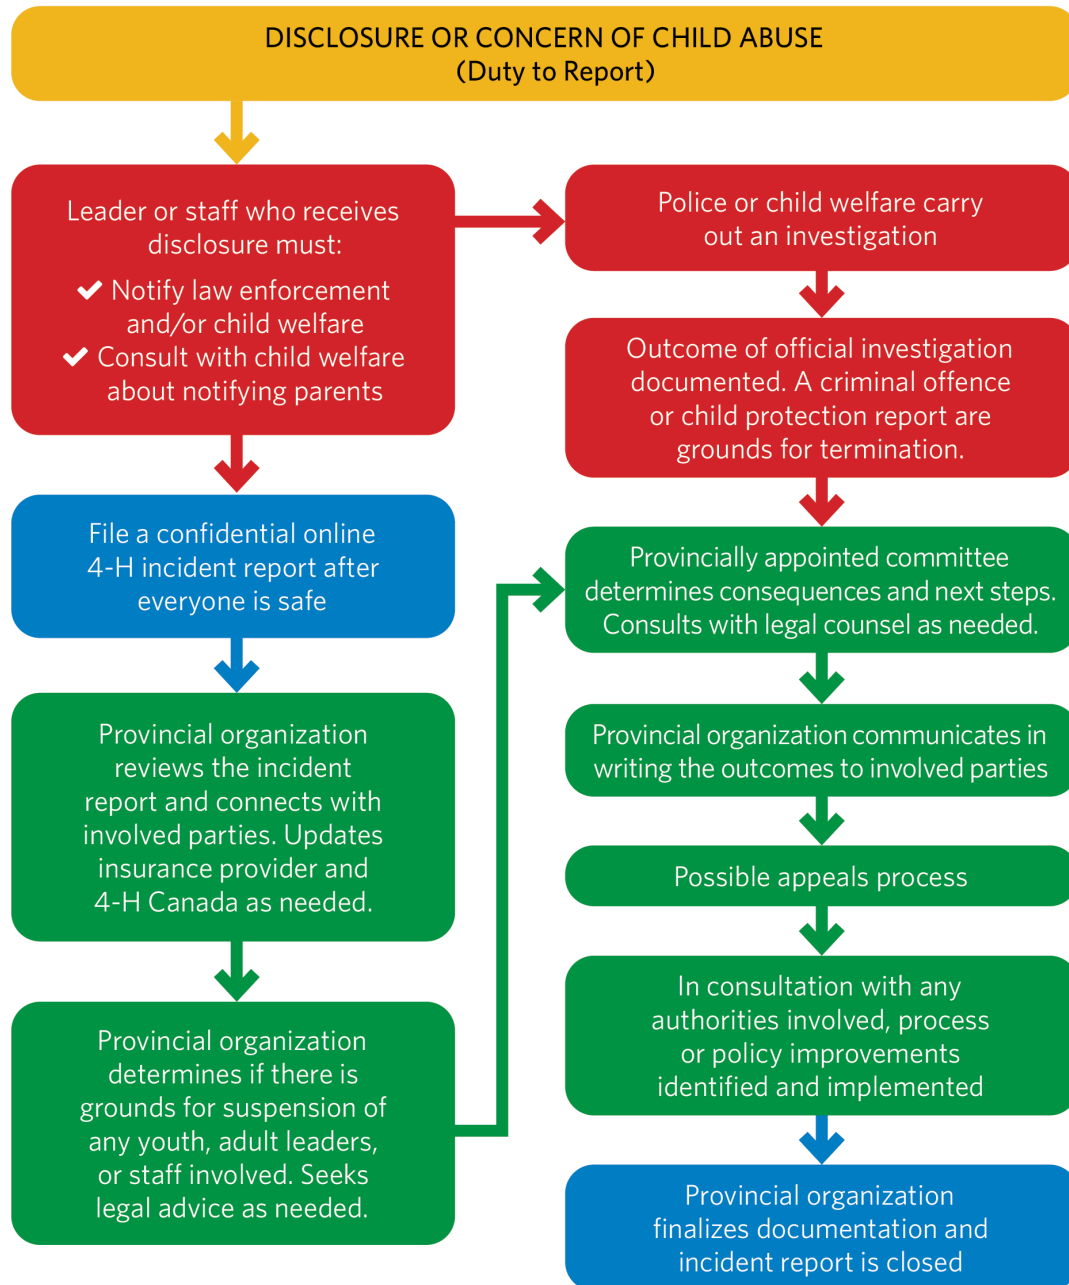 DISCLOSURE OR CONCERN OF CHILD ABUSE
(Duty to Report)
Leader or staff who receives
disclosure must:
✔ Notify law enforcement
and/or child welfare
✔ Consult with child welfare
about notifying parents
File a confidential online
4-H incident report after
everyone is safe
Provincial organization
reviews the incident
report and connects with
involved parties. Updates
insurance provider and
4-H Canada as needed.
Provincial organization
determines if there is
grounds for suspension of
any youth, adult leaders,
or staff involved. Seeks
legal advice as needed.
Police or child welfare carry
out an investigation
Outcome of official investigation
documented. A criminal offence
or child protection report are
grounds for termination.
Provincially appointed committee
determines consequences and next steps.
Consults with legal counsel as needed.
Provincial organization communicates in
writing the outcomes to involved parties
Possible appeals process
In consultation with any
authorities involved, process
or policy improvements
identified and implemented
Provincial organization
finalizes documentation and
incident report is closed